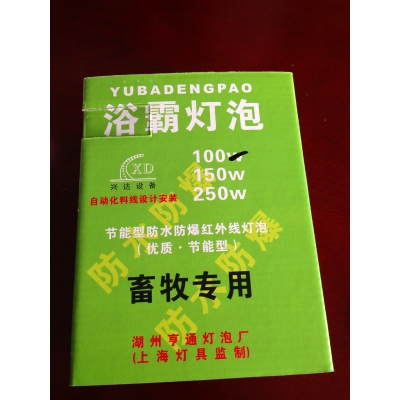 YUBADENGPAO
浴霸灯泡
100w
150w
250w
XD
兴达设备
自动化料线设计安装
节能型防水防爆红外线灯泡
(优质·节能型)
防水防爆
防水防爆
畜牧专用
湖州亨通灯泡厂
(上海灯具监制)